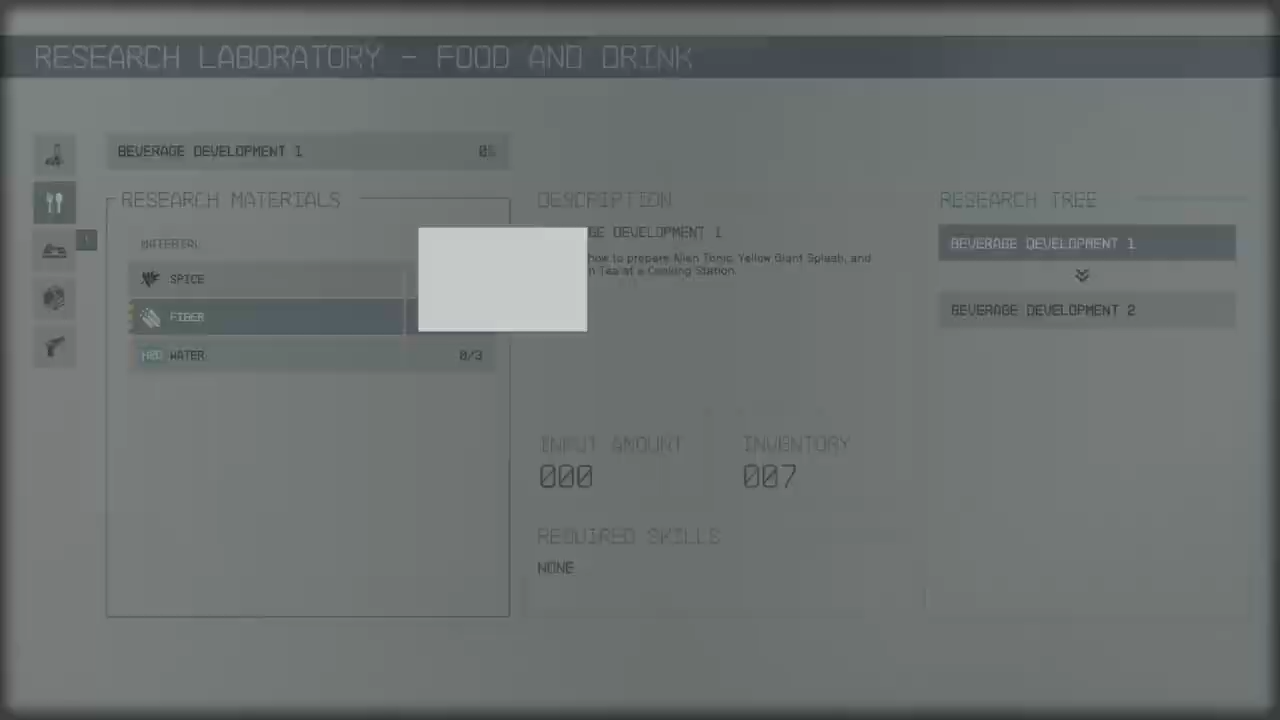 RESEARCH LABORATORY - FOOD AND DRINK
BEVERAGE DEVELOPMENT 1 0%
RESEARCH MATERIALS
MATERIAL
SPICE
FIBER
H2O WATER 0/3
DESCRIPTION
GE DEVELOPMENT 1
how to prepare Alien Tonic, Yellow Giant Splash, and
n Tea at a Cooking Station.
INPUT AMOUNT
000
INVENTORY
007
REQUIRED SKILLS
NONE
RESEARCH TREE
BEVERAGE DEVELOPMENT 1
BEVERAGE DEVELOPMENT 2